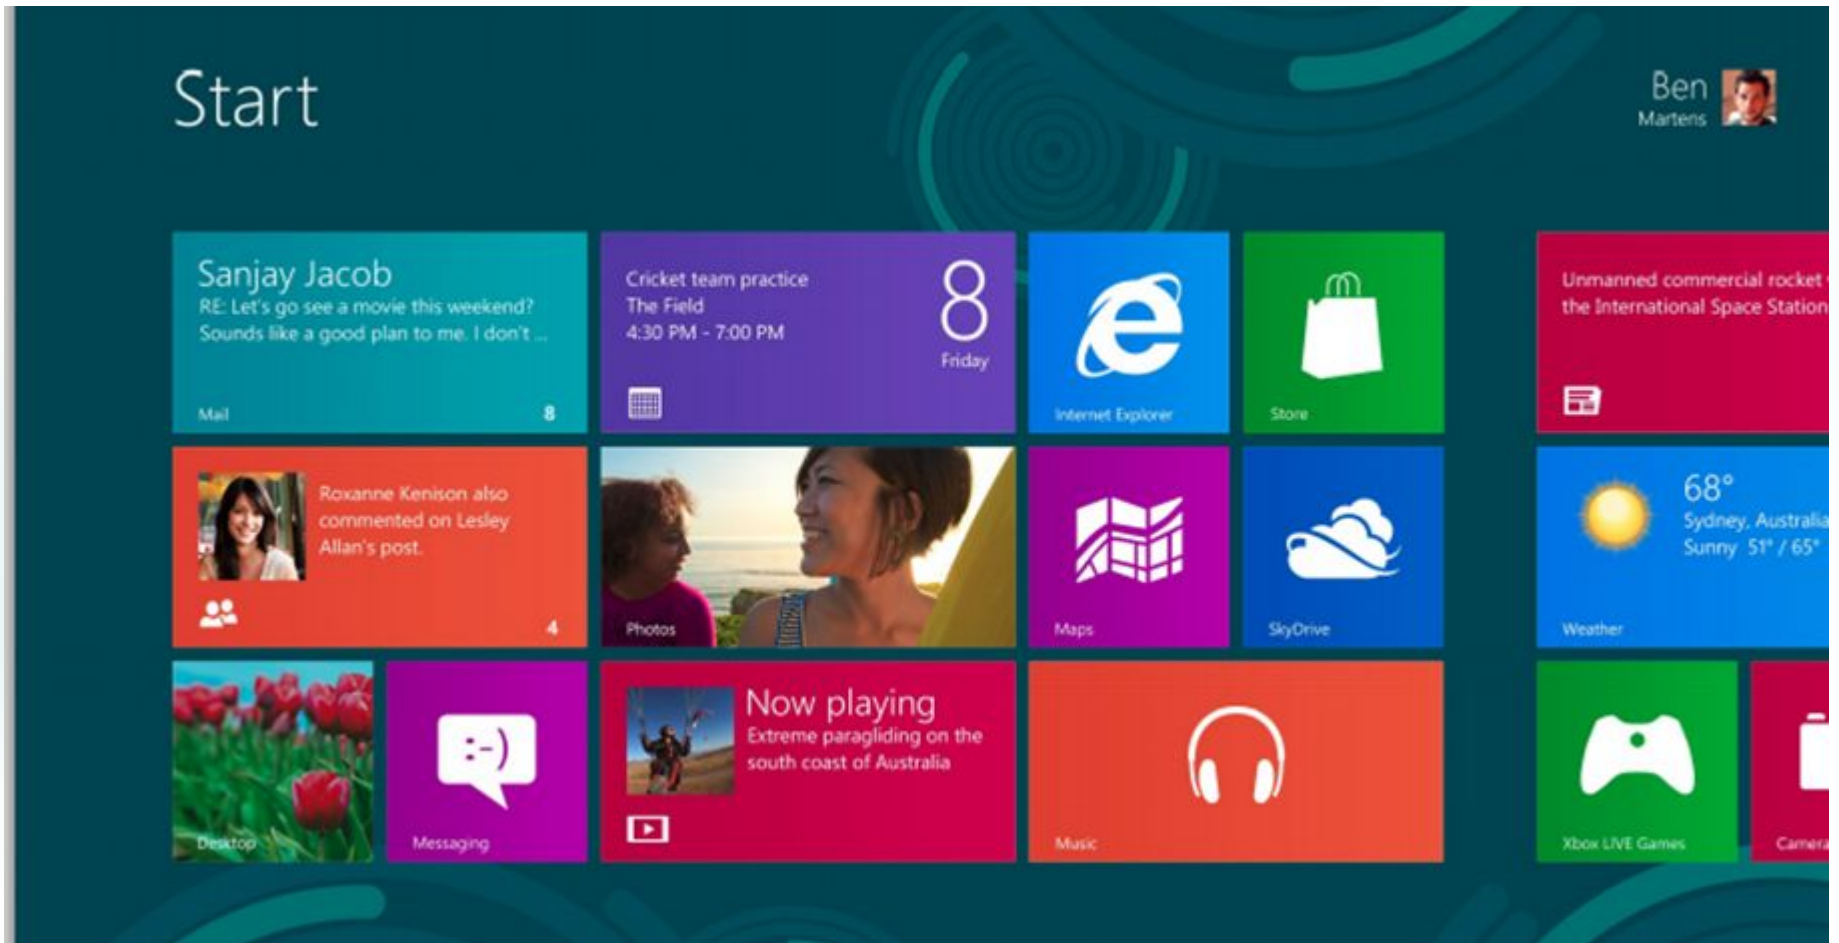 Start
Ben
Martens
Sanjay Jacob
RE: Let's go see a movie this weekend?
Sounds like a good plan to me. I don't ...
Mail
8
Cricket team practice
The Field
4:30 PM - 7:00 PM
8
Friday
Internet Explorer
Store
Unmanned commercial rocket
the International Space Station
Roxanne Kenison also
commented on Lesley
Allan's post.
4
Photos
Maps
SkyDrive
68°
Sydney, Australia
Sunny 51° / 65°
Weather
Desktop
:-)
Messaging
Now playing
Extreme paragliding on the
south coast of Australia
Music
Xbox LIVE Games
Camera